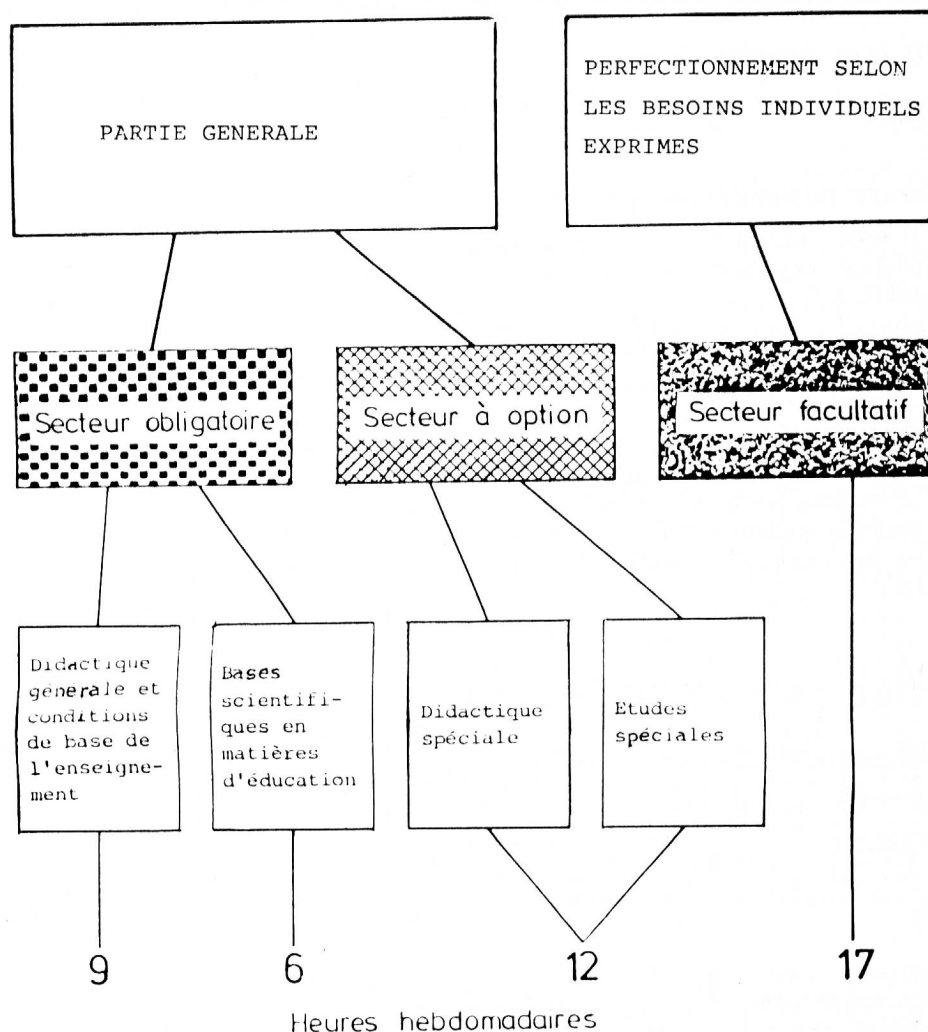 PARTIE GENERALE
PERFECTIONNEMENT SELON
LES BESOINS INDIVIDUELS
EXPRIMES
Secteur obligatoire
Secteur à option
Secteur facultatif
Didactique
générale et
conditions
de base de
l'enseigne-
ment
Bases
scientifi-
ques en
matières
d'éducation
Didactique
spéciale
Etudes
spéciales
9
6
12
17
Heures hebdomadaires